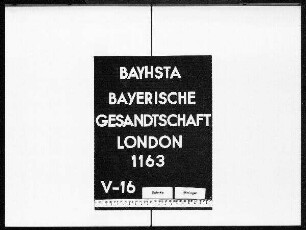 BAYHSTA
BAYERISCHE
GESANDTSCHAFT
LONDON
1163
V-16